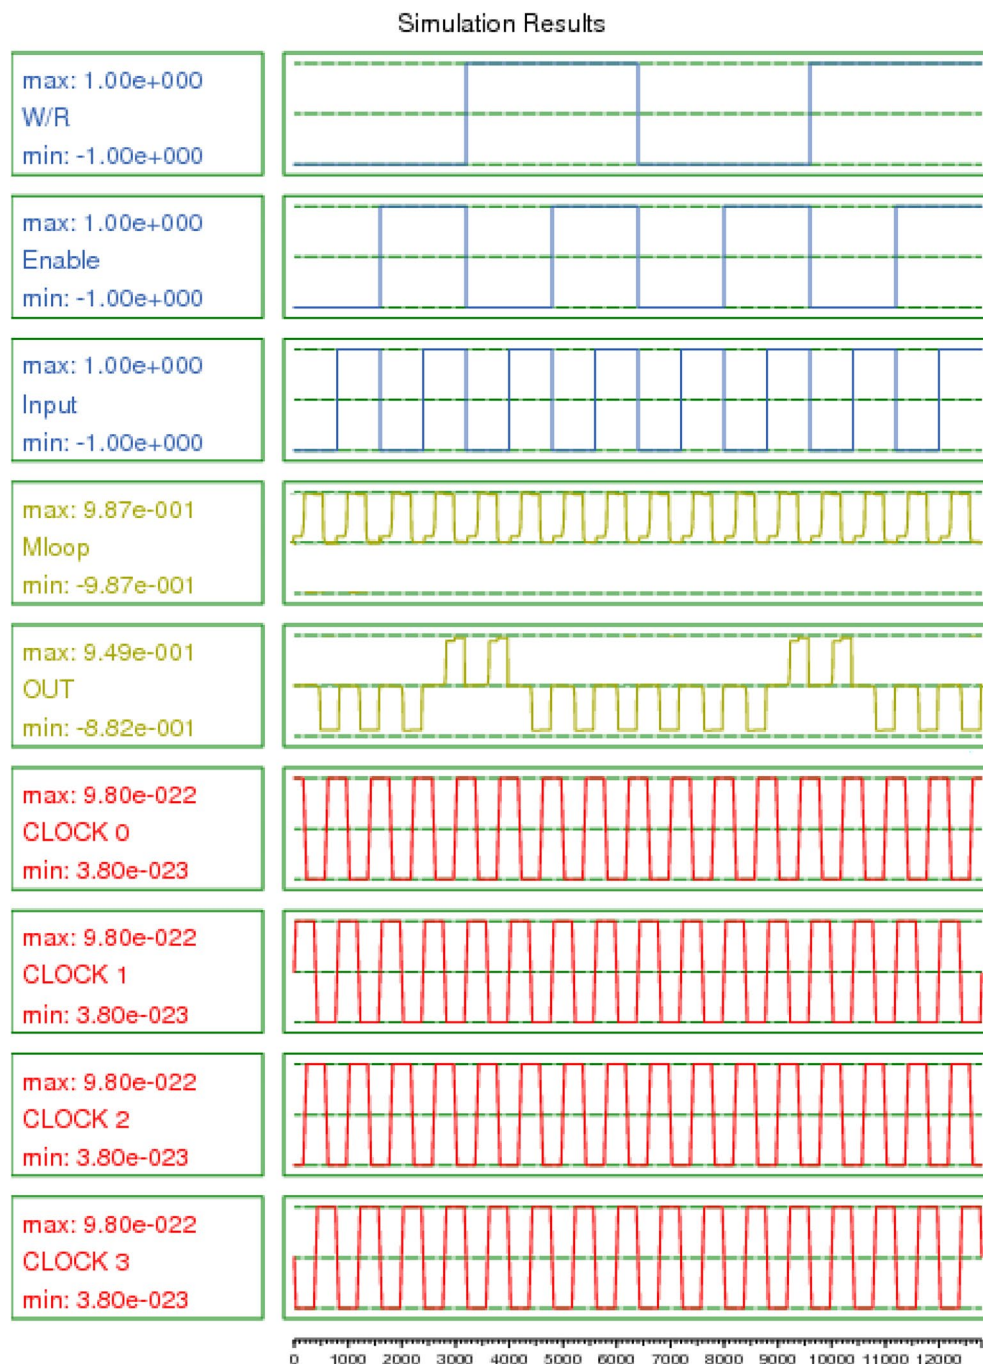 Simulation Results
max: 1.00e+000
W/R
min: -1.00e+000
max: 1.00e+000
Enable
min: -1.00e+000
max: 1.00e+000
Input
min: -1.00e+000
max: 9.87e-001
Mloop
min: -9.87e-001
max: 9.49e-001
OUT
min: -8.82e-001
max: 9.80e-022
CLOCK 0
min: 3.80e-023
max: 9.80e-022
CLOCK 1
min: 3.80e-023
max: 9.80e-022
CLOCK 2
min: 3.80e-023
max: 9.80e-022
CLOCK 3
min: 3.80e-023
0 1000 2000 3000 4000 5000 6000 7000 8000 9000 10000 11000 12000